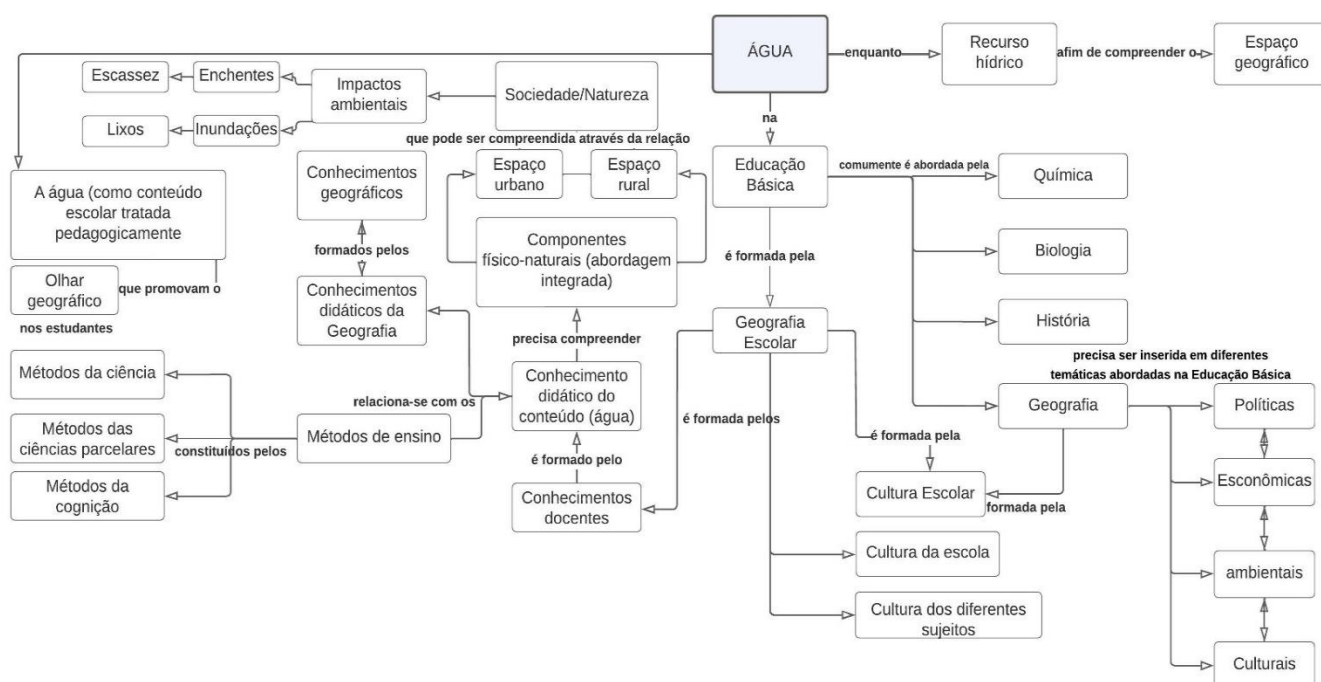 ÁGUA
enquanto
Recurso
hídrico
afim de compreender o
Espaço
geográfico
Escassez
Enchentes
Impactos
ambientais
Sociedade/Natureza
Lixos
Inundações
que pode ser compreendida através da relação
na
Educação
Básica
comumente é abordada pela
Química
A água (como conteúdo
escolar tratada
pedagogicamente
Conhecimentos
geográficos
Espaço
urbano
Espaço
rural
formados pelos
Componentes
físico-naturais (abordagem
integrada)
é formada pela
Biologia
Olhar
geográfico
que promovam o
nos estudantes
Conhecimentos
didáticos da
Geografia
precisa compreender
Geografia
Escolar
História
precisa ser inserida em diferentes
temáticas abordadas na Educação Básica
Métodos da ciência
relaciona-se com os
Conhecimento
didático do
conteúdo (água)
é formada pelos
Geografia
Políticas
Métodos das
ciências parcelares
constituídos pelos
Métodos de ensino
é formada pela
é formado pelo
Métodos da
cognição
Conhecimentos
docentes
Cultura Escolar
formada pela
Esconômicas
Cultura da escola
ambientais
Cultura dos diferentes
sujeitos
Culturais